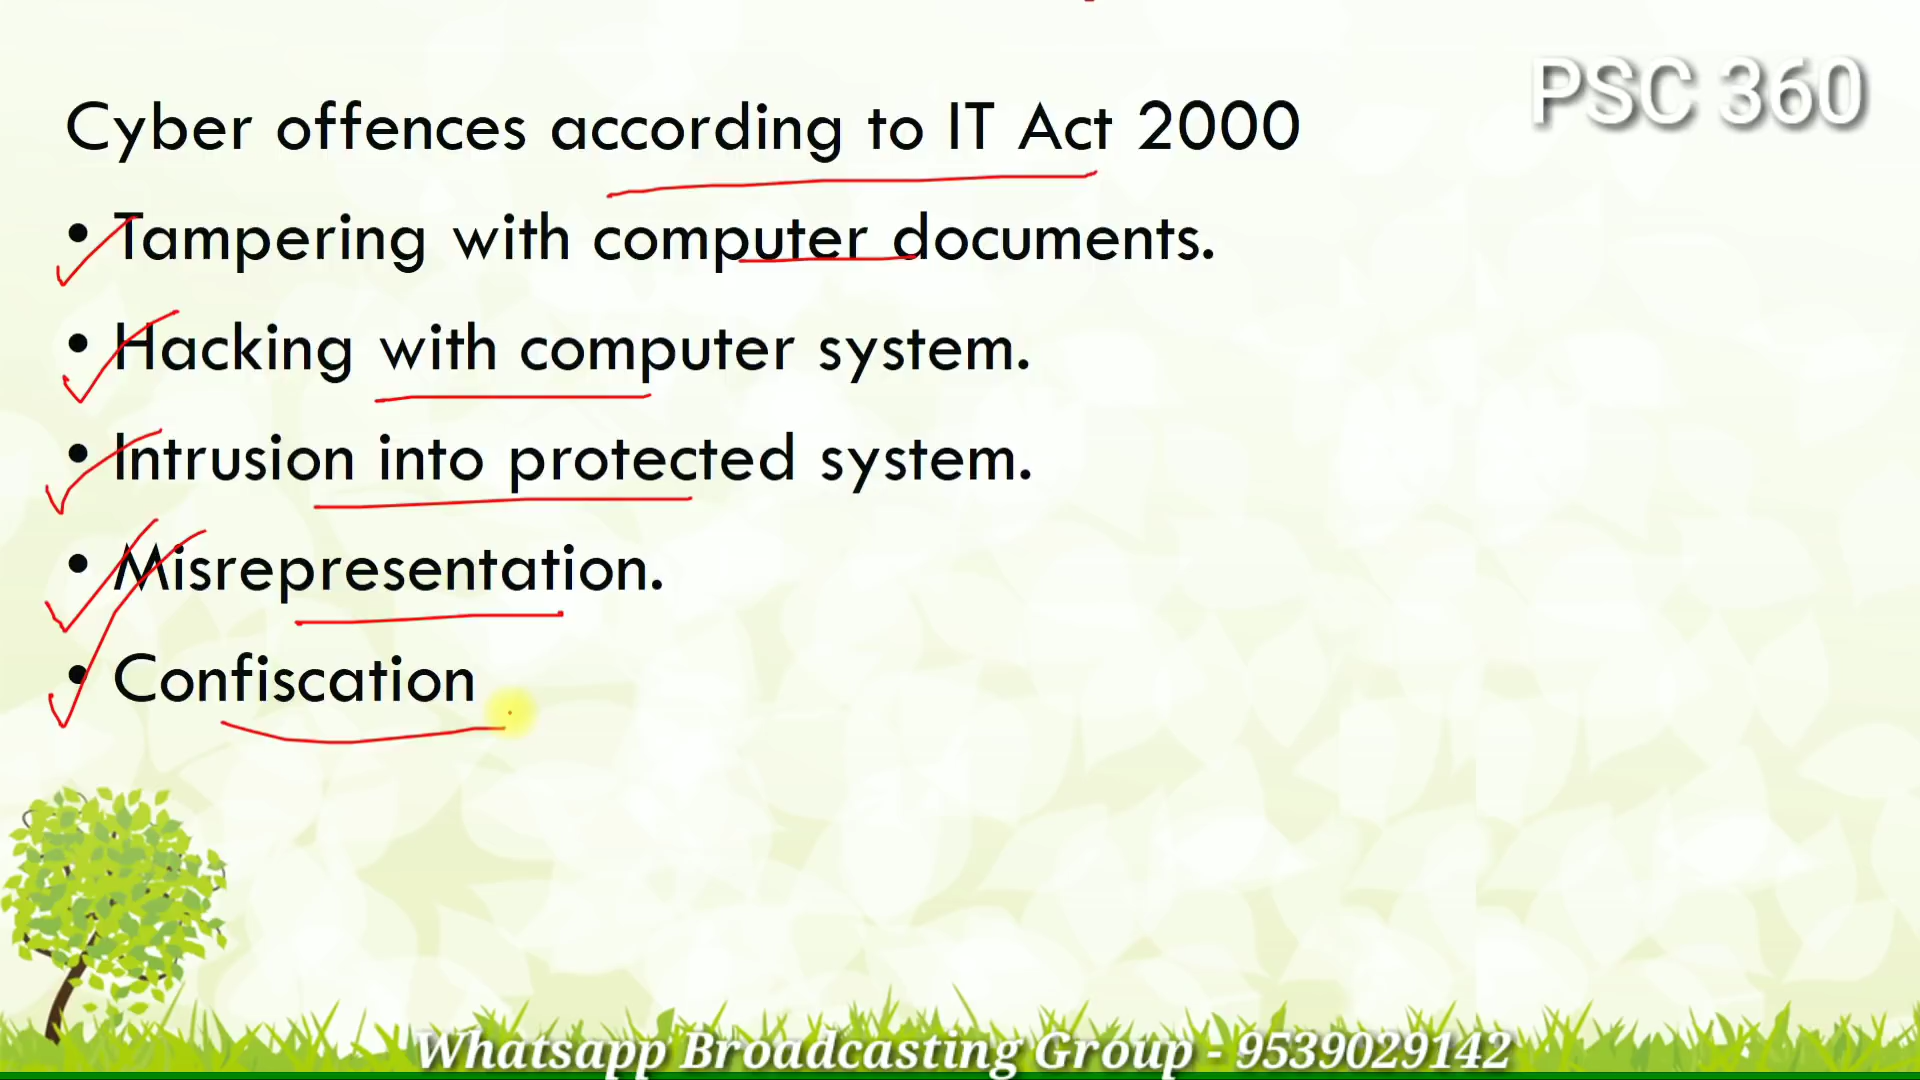 PSC 360
Cyber offences according to IT Act 2000
• Tampering with computer documents.
• Hacking with computer system.
• Intrusion into protected system.
• Misrepresentation.
• Confiscation
Whatsapp Broadcasting Group - 9539029142